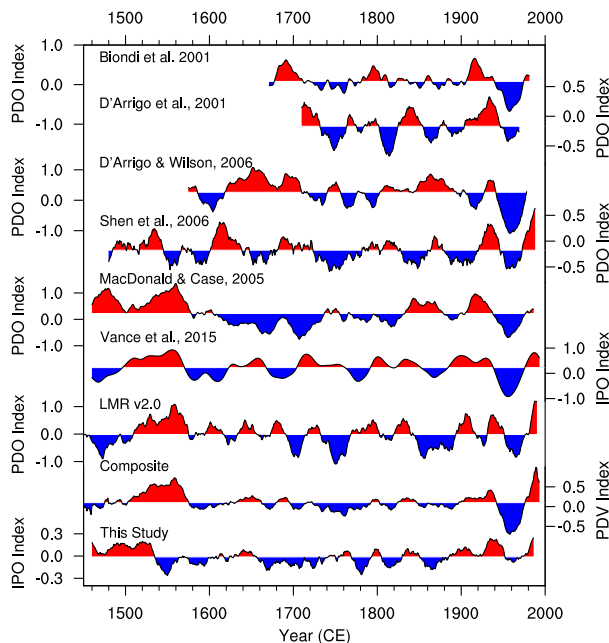 1500 1600 1700 1800 1900 2000
Biondi et al. 2001
PDO Index
1.0
0.0
-1.0
D'Arrigo et al., 2001
PDO Index
0.5
0.0
-0.5
D'Arrigo & Wilson, 2006
PDO Index
1.0
0.0
-1.0
Shen et al., 2006
PDO Index
0.5
0.0
-0.5
MacDonald & Case, 2005
PDO Index
1.0
0.0
-1.0
Vance et al., 2015
IPO Index
1.0
0.0
-1.0
LMR v2.0
PDO Index
1.0
0.0
-1.0
Composite
PDV Index
0.5
0.0
-0.5
This Study
IPO Index
0.3
0.0
-0.3
1500 1600 1700 1800 1900 2000
Year (CE)